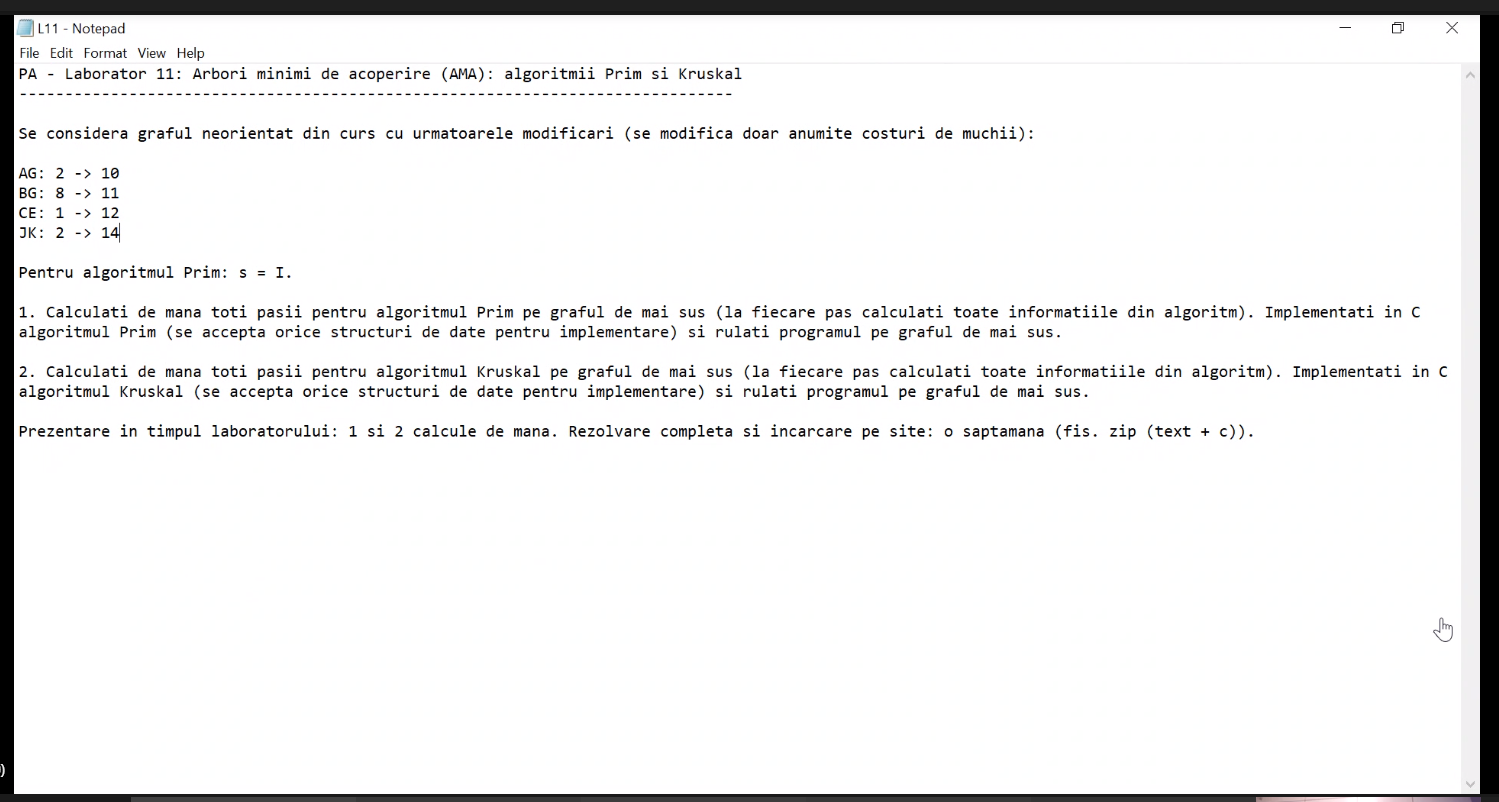 L11 - Notepad
File Edit Format View Help
PA - Laborator 11: Arbori minimi de acoperire (AMA): algoritmii Prim si Kruskal
------------------------------------------------------------------------------
Se considera graful neorientat din curs cu urmatoarele modificari (se modifica doar anumite costuri de muchii):
AG: 2 -> 10
BG: 8 -> 11
CE: 1 -> 12
JK: 2 -> 14
Pentru algoritmul Prim: s = I.
1. Calculati de mana toti pasii pentru algoritmul Prim pe graful de mai sus (la fiecare pas calculati toate informatiile din algoritm). Implementati in C
algoritmul Prim (se accepta orice structuri de date pentru implementare) si rulati programul pe graful de mai sus.
2. Calculati de mana toti pasii pentru algoritmul Kruskal pe graful de mai sus (la fiecare pas calculati toate informatiile din algoritm). Implementati in C
algoritmul Kruskal (se accepta orice structuri de date pentru implementare) si rulati programul pe graful de mai sus.
Prezentare in timpul laboratorului: 1 si 2 calcule de mana. Rezolvare completa si incarcare pe site: o saptamana (fis. zip (text + c)).